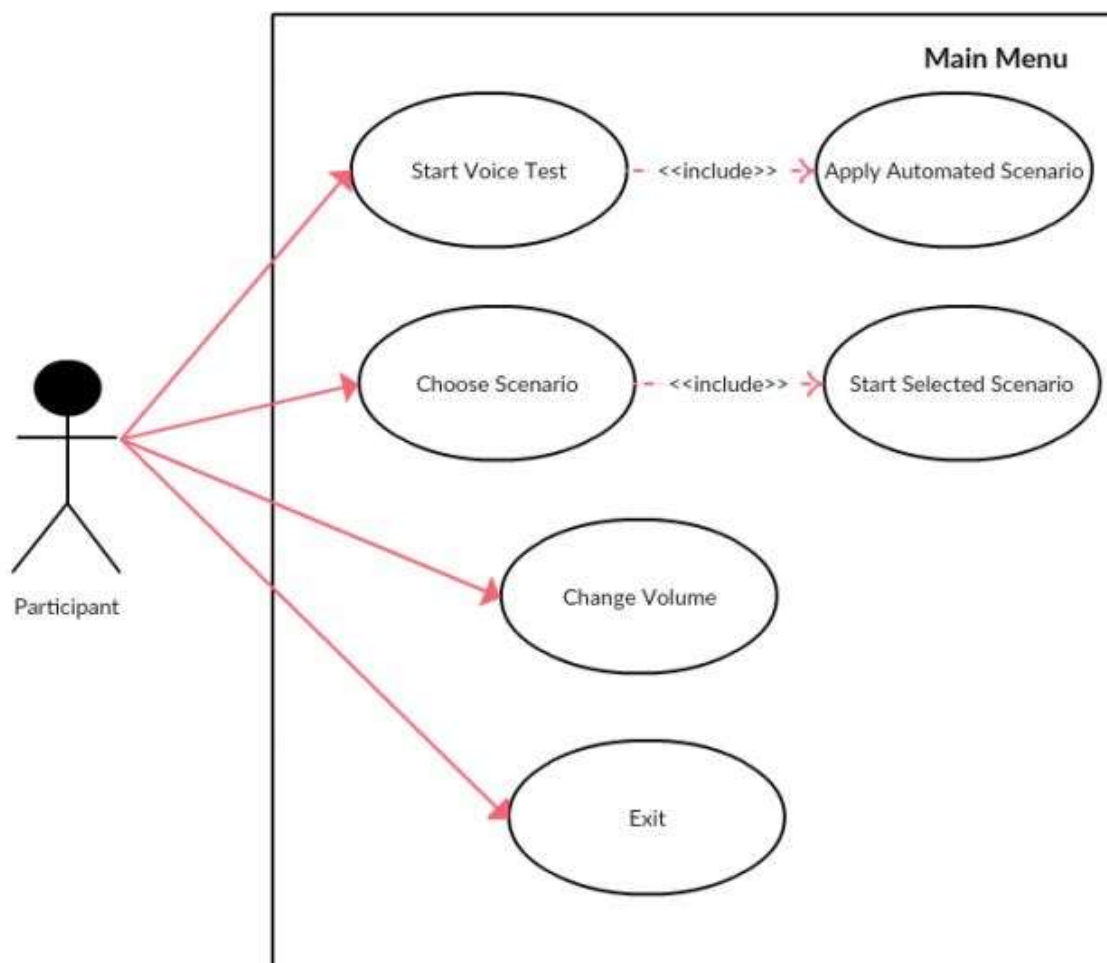 Main Menu
Start Voice Test
<<include>>
Apply Automated Scenario
Choose Scenario
<<include>>
Start Selected Scenario
Participant
Change Volume
Exit